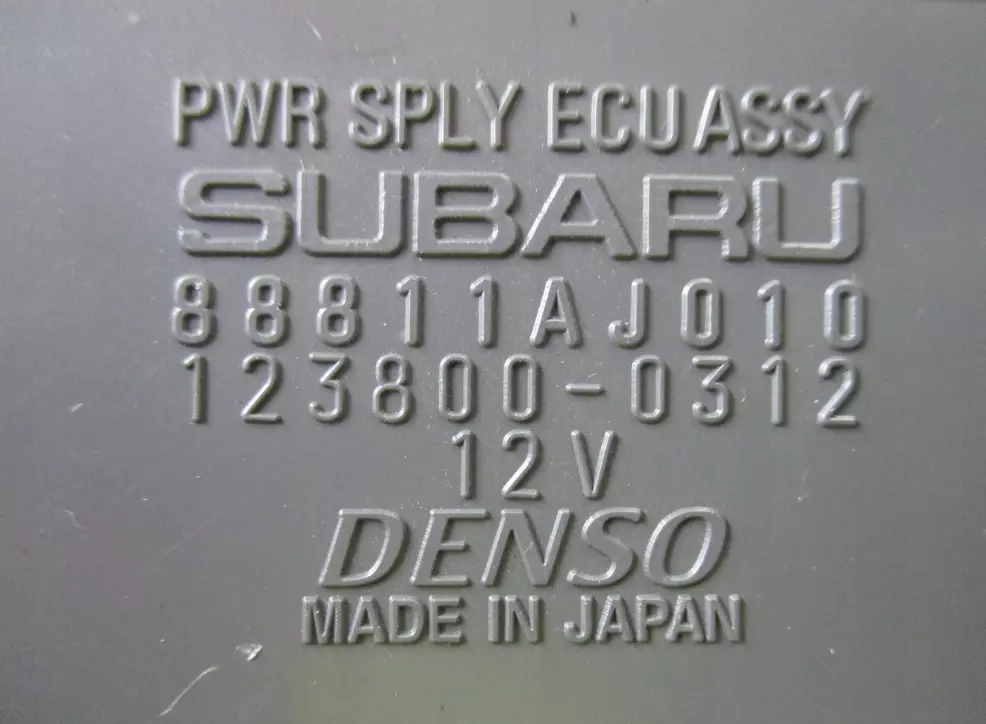 PWR SPLY ECU ASSY
SUBARU
88811AJ010
123800-0312
12V
DENSO
MADE IN JAPAN